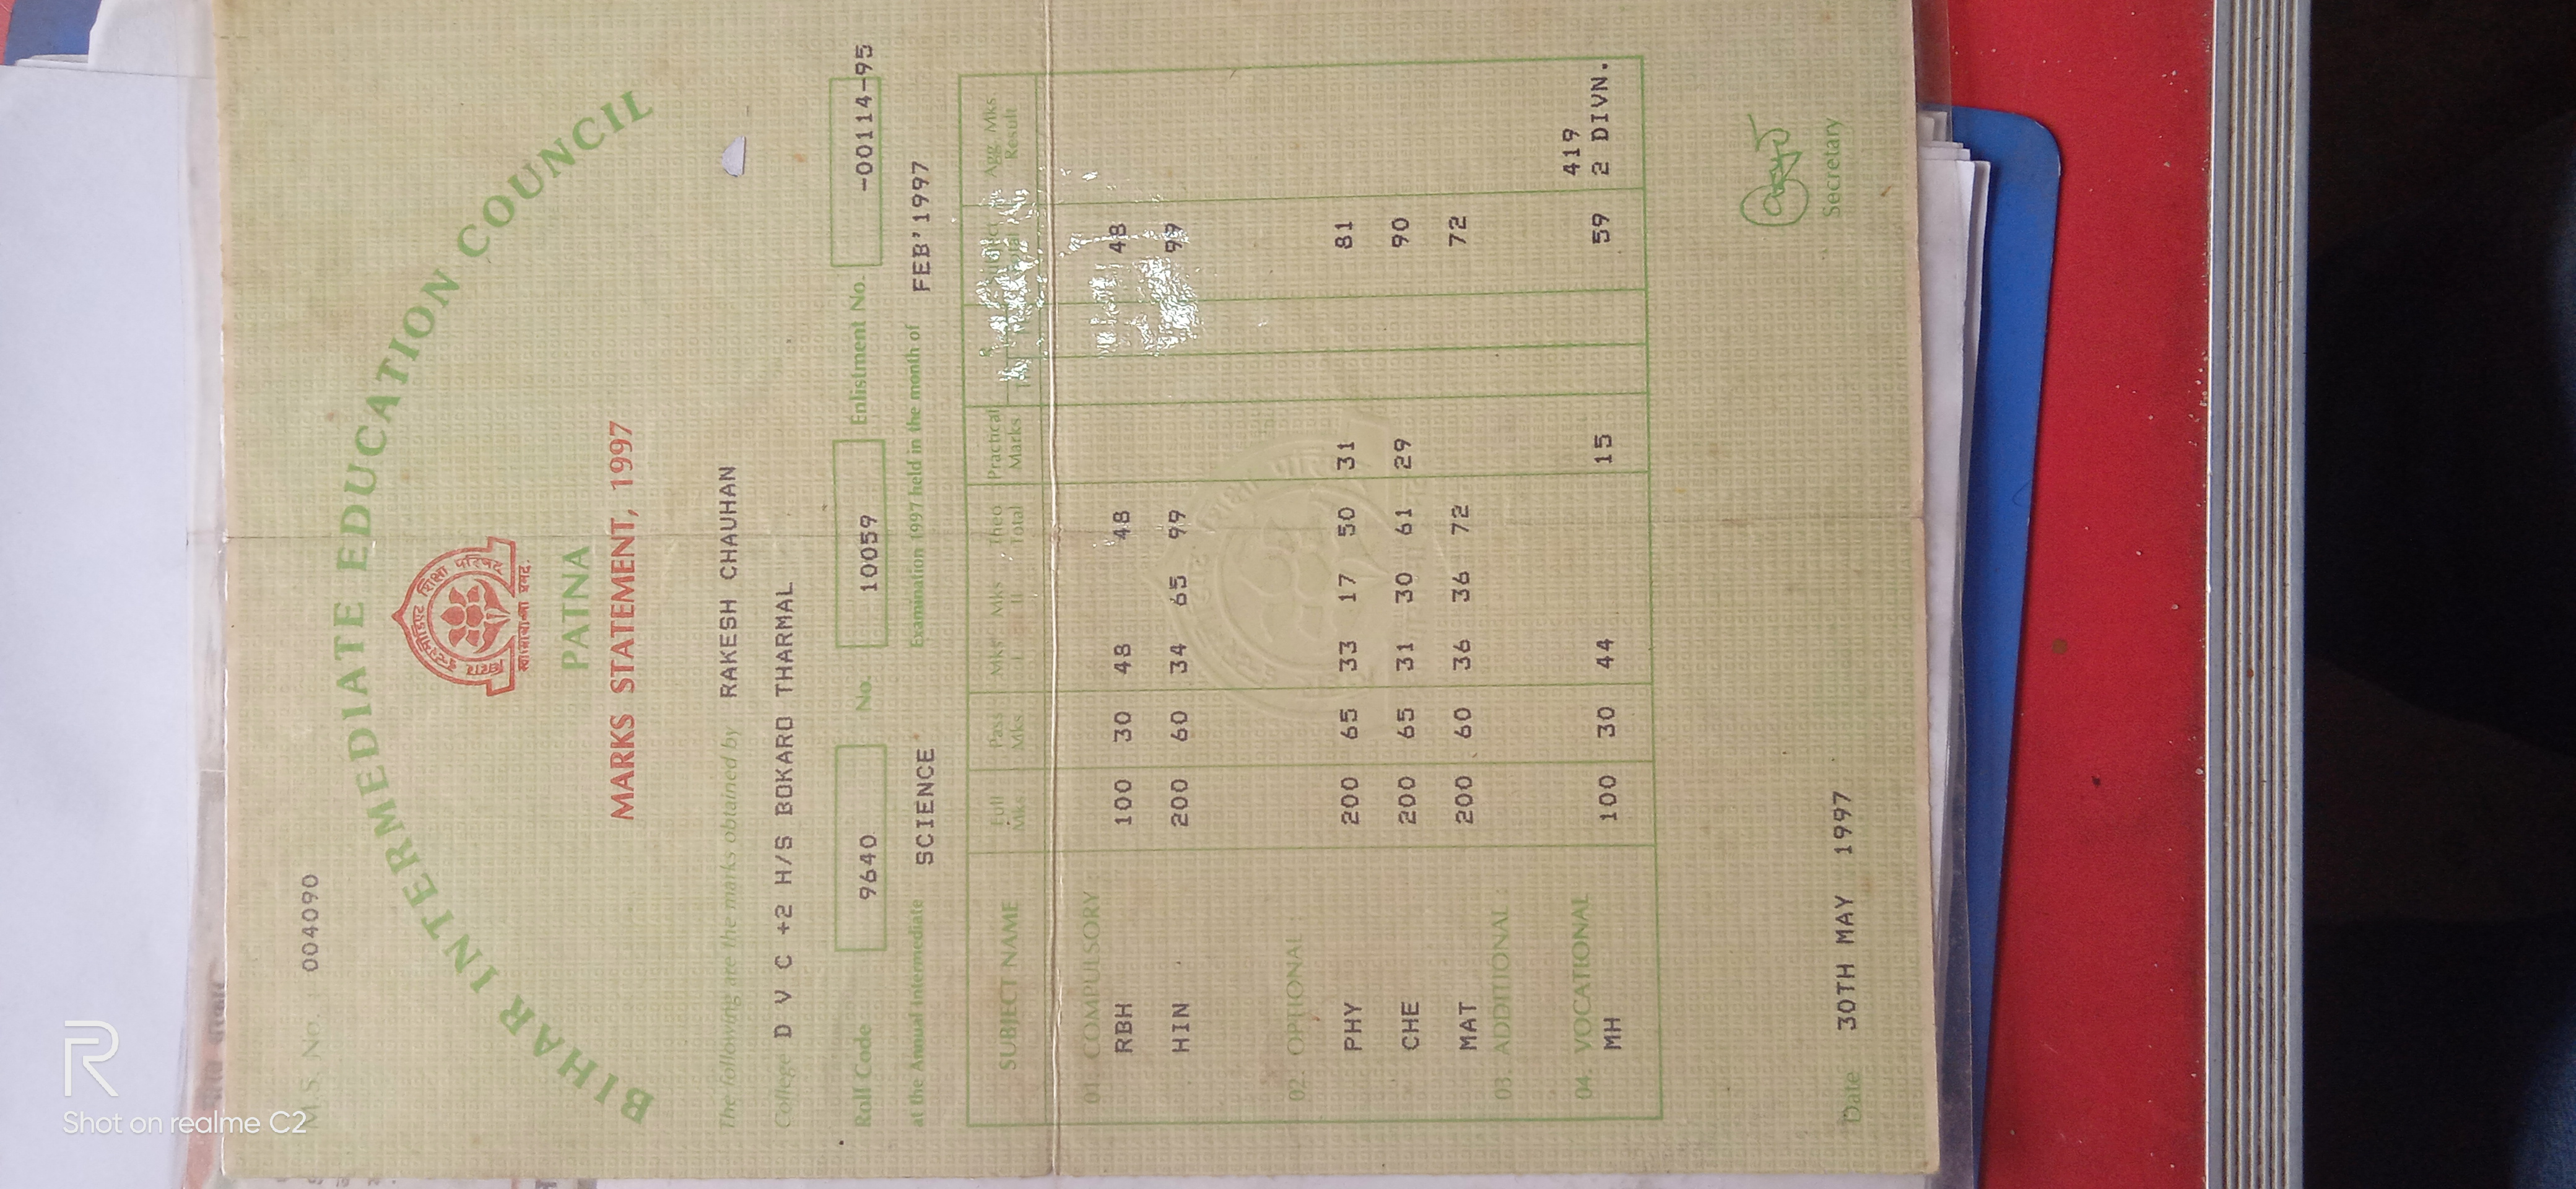 M.S. No. : 004090
BIHAR INTERMEDIATE EDUCATION COUNCIL
बिहार इन्टरमीडिएट शिक्षा परिषद
PATNA
MARKS STATEMENT, 1997
The following are the marks obtained by RAKESH CHAUHAN
College D V C +2 H/S BOKARO THARMAL
Roll Code 9640 No. 10059 Enlistment No. -00114-95
at the Annual Intermediate SCIENCE Examination 1997 held in the month of FEB'1997
SUBJECT NAME Full Mks Pass Mks Mks I Mks II Theo Total Practical Marks Agg. Mks Result
01. COMPULSORY :
RBH 100 30 48 48 48
HIN 200 60 34 65 99 99
02. OPTIONAL :
PHY 200 65 33 17 50 31 81
CHE 200 65 31 30 61 29 90
MAT 200 60 36 36 72 72
03. ADDITIONAL :
04. VOCATIONAL 419
MH 100 30 44 15 59 2 DIVN.
Secretary
Date 30TH MAY 1997
Shot on realme C2